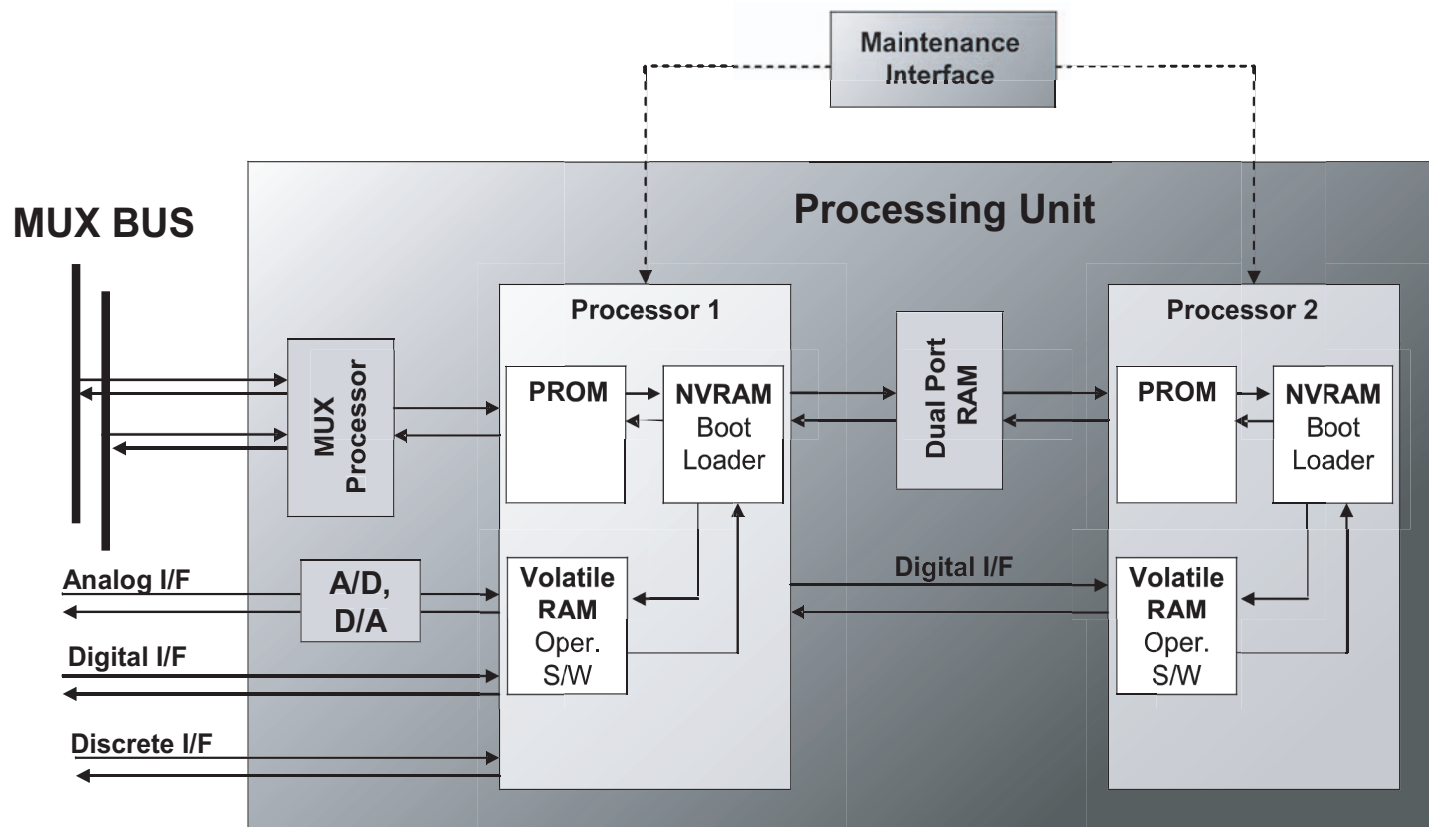 Maintenance
Interface
Processing Unit
MUX BUS
Processor 1
Processor 2
MUX
Processor
PROM
NVRAM
Boot
Loader
Dual Port
RAM
PROM
NVRAM
Boot
Loader
Analog I/F
A/D,
D/A
Volatile
RAM
Oper.
S/W
Digital I/F
Volatile
RAM
Oper.
S/W
Digital I/F
Discrete I/F